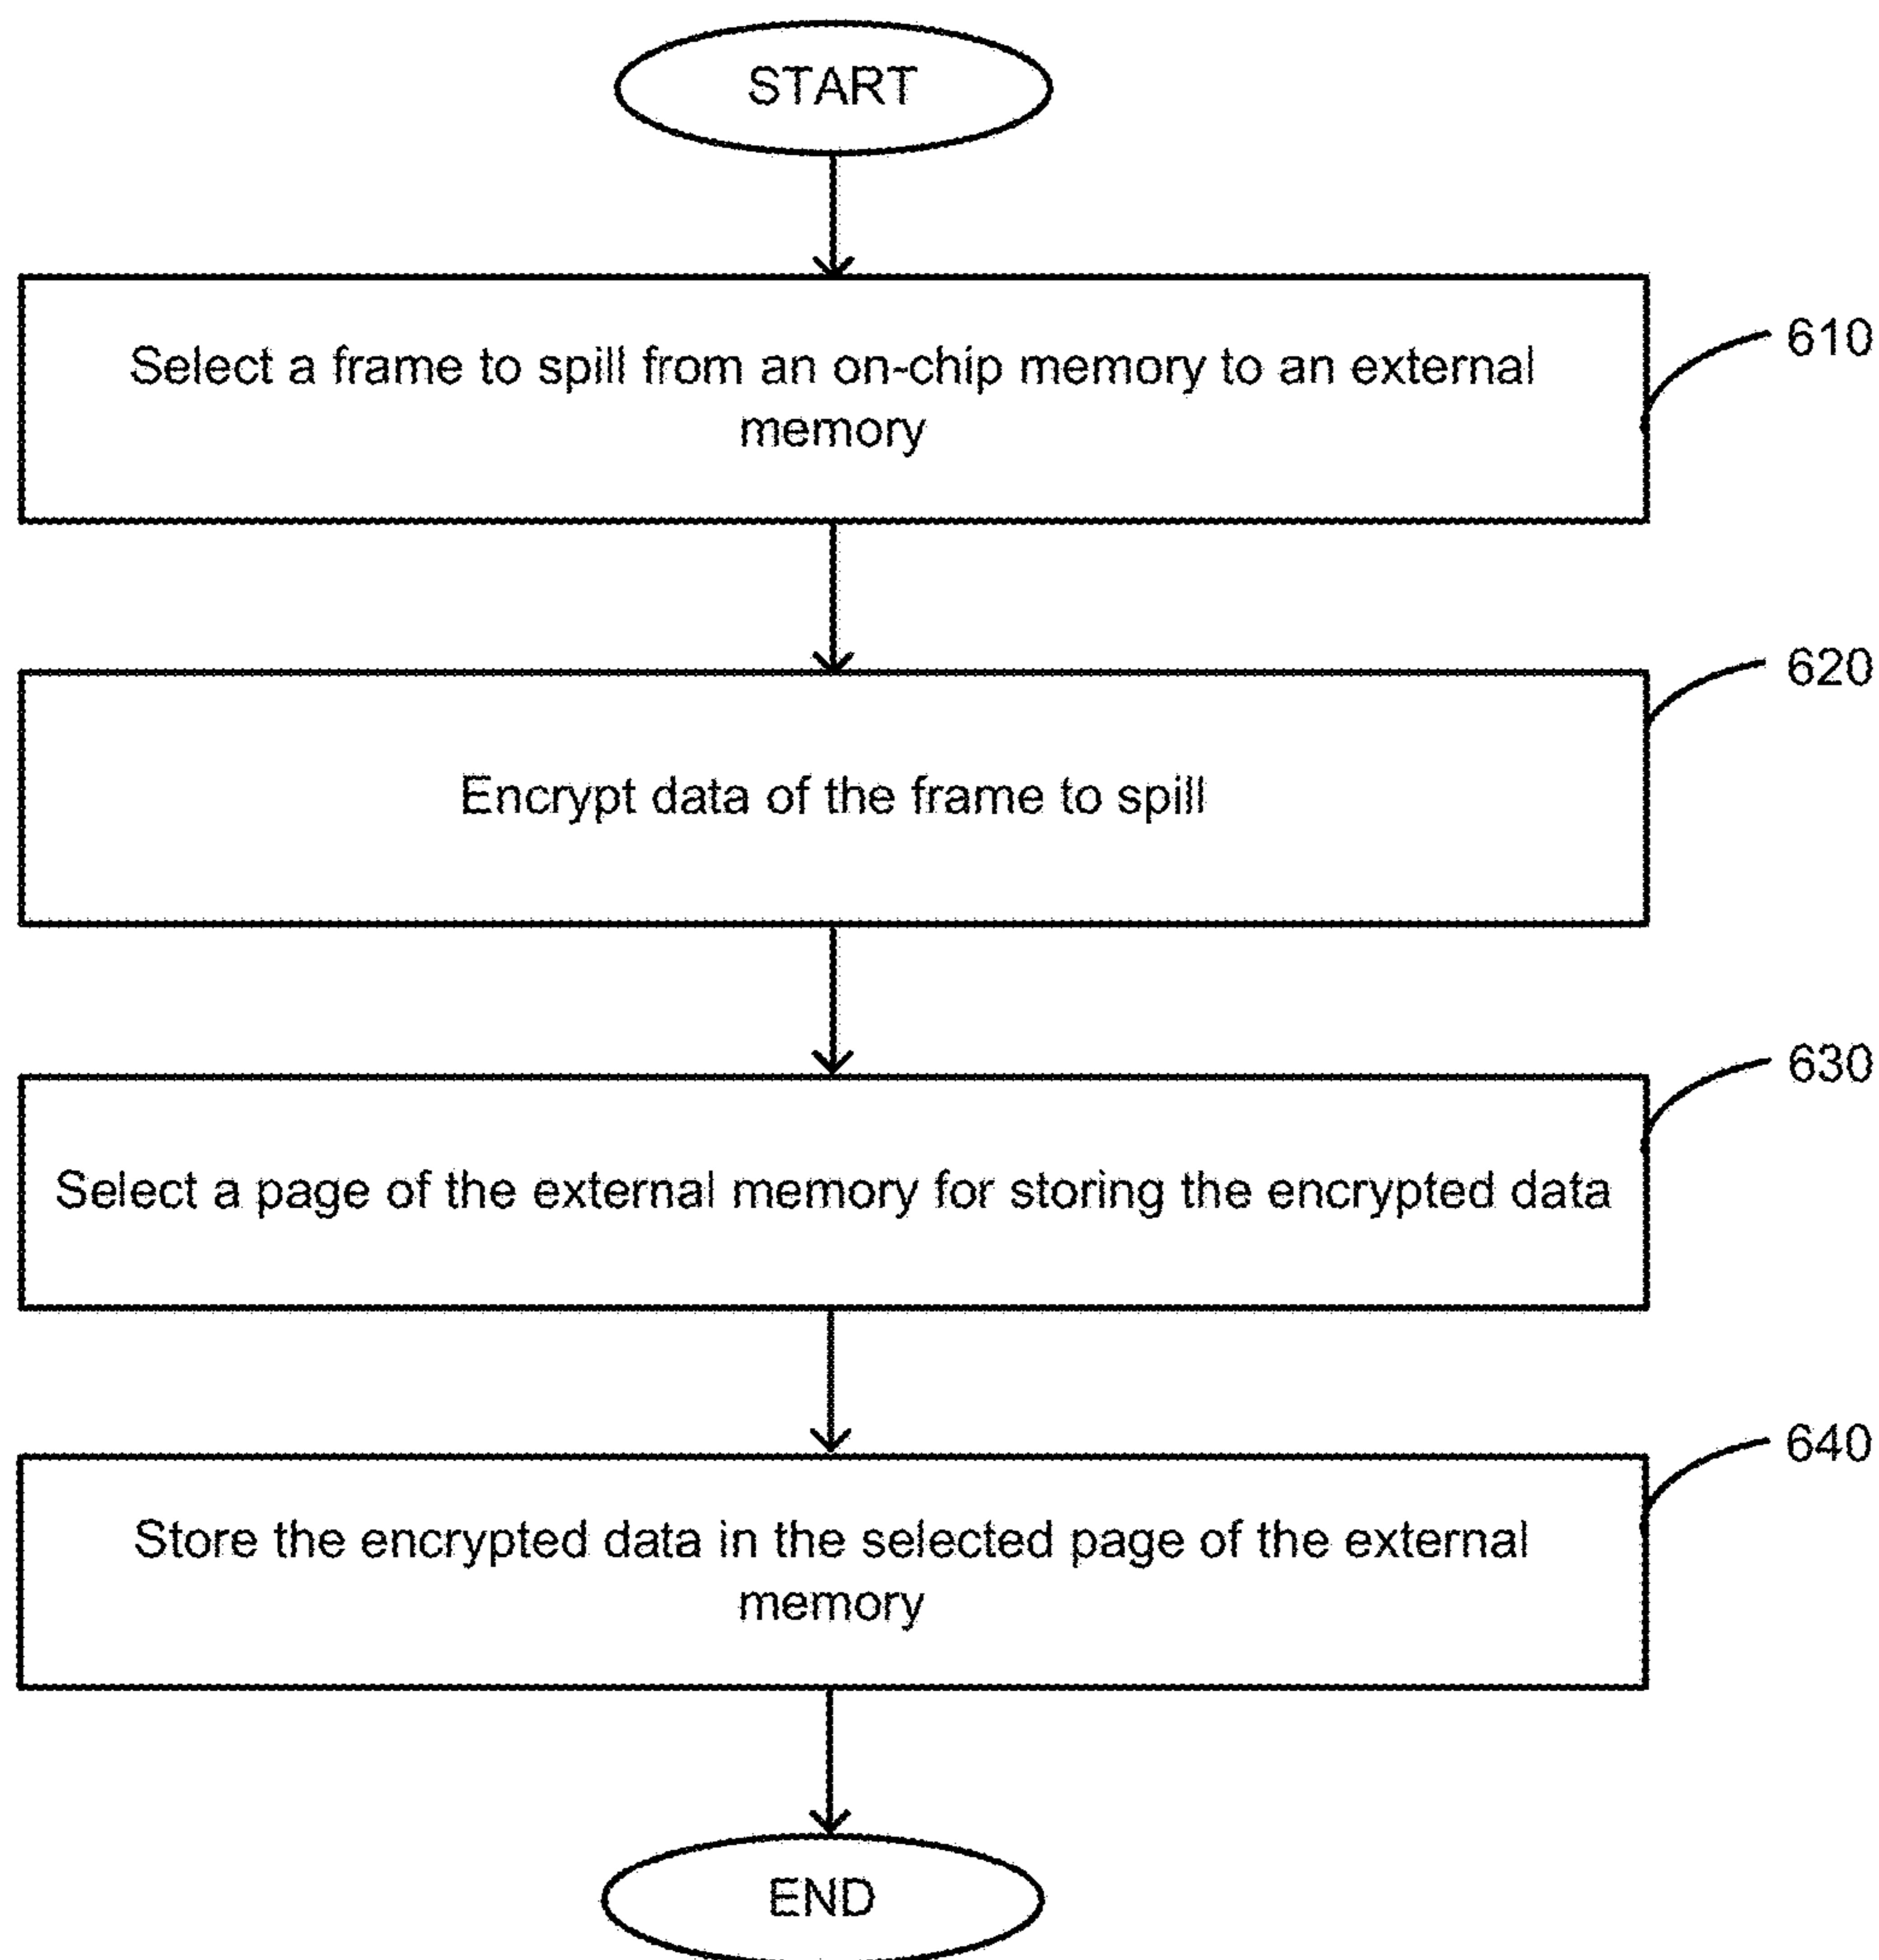 START
Select a frame to spill from an on-chip memory to an external
memory
610
Encrypt data of the frame to spill
620
Select a page of the external memory for storing the encrypted data
630
Store the encrypted data in the selected page of the external
memory
640
END